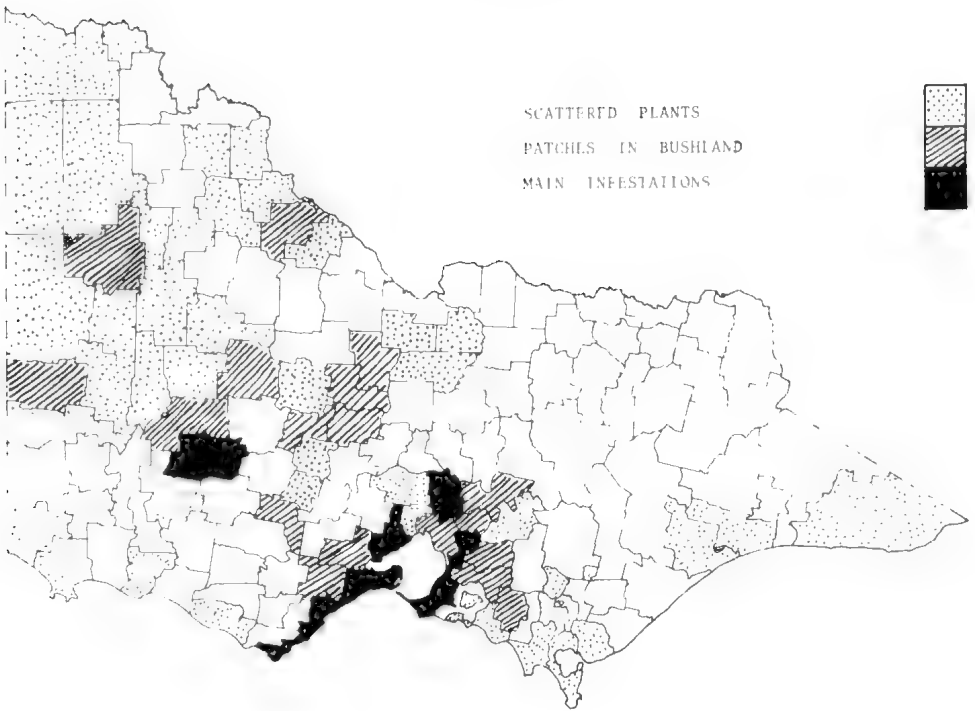 SCATTERED PLANTS
PATCHES IN BUSHLAND
MAIN INFESTATIONS